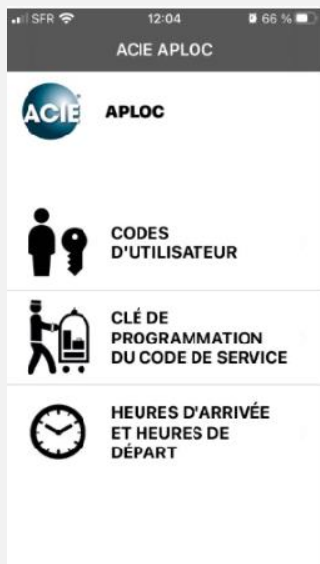 SFR 12:04 66 %
ACIE APLOC
ACIE APLOC
CODES
D'UTILISATEUR
CLÉ DE
PROGRAMMATION
DU CODE DE SERVICE
HEURES D'ARRIVÉE
ET HEURES DE
DÉPART